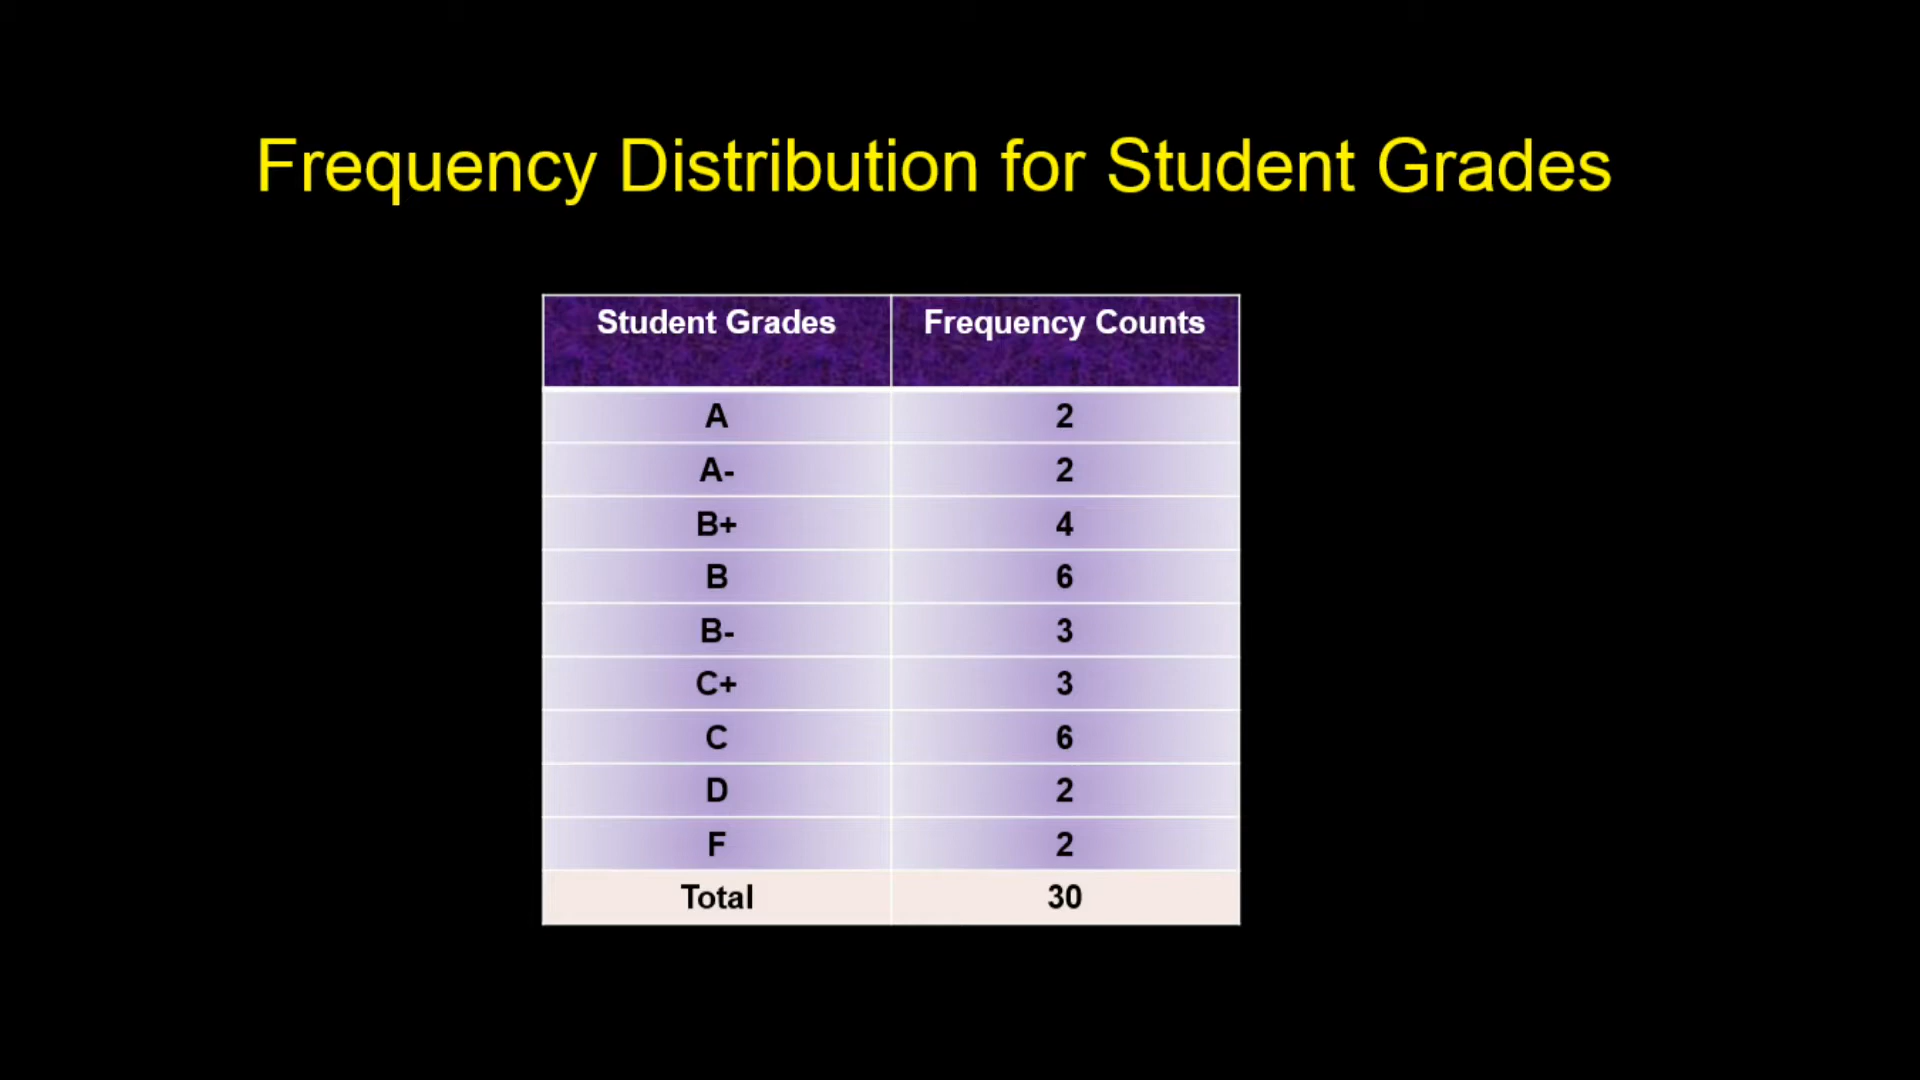 Frequency Distribution for Student Grades
Student Grades Frequency Counts
A 2
A- 2
B+ 4
B 6
B- 3
C+ 3
C 6
D 2
F 2
Total 30